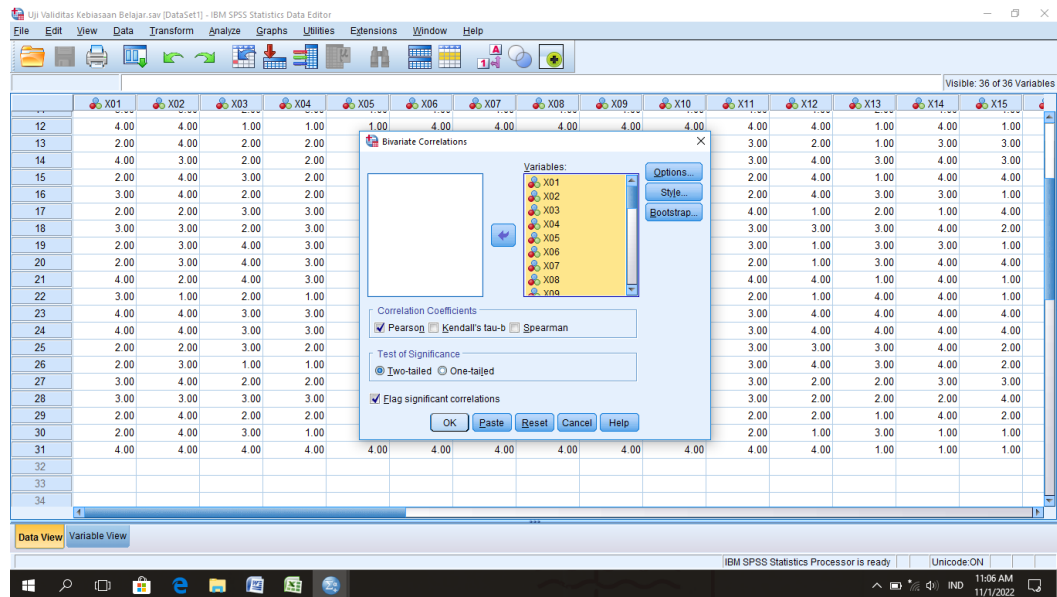 Uji Validitas Kebiasaan Belajar.sav [DataSet1] - IBM SPSS Statistics Data Editor
File Edit View Data Transform Analyze Graphs Utilities Extensions Window Help
Visible: 36 of 36 Variables
X01 X02 X03 X04 X05 X06 X07 X08 X09 X10 X11 X12 X13 X14 X15
12 4.00 4.00 1.00 1.00 1.00 4.00 4.00 4.00 4.00 4.00 4.00 4.00 1.00 4.00 1.00
13 2.00 4.00 2.00 2.00 3.00 2.00 1.00 3.00 3.00
14 4.00 3.00 2.00 2.00 3.00 4.00 3.00 4.00 3.00
15 2.00 4.00 3.00 2.00 2.00 4.00 3.00 4.00 1.00
16 3.00 4.00 2.00 2.00 2.00 4.00 3.00 3.00 1.00
17 2.00 2.00 3.00 3.00 4.00 1.00 2.00 1.00 4.00
18 3.00 3.00 2.00 3.00 3.00 3.00 3.00 4.00 2.00
19 2.00 3.00 4.00 3.00 3.00 1.00 3.00 3.00 1.00
20 2.00 2.00 3.00 3.00 2.00 1.00 3.00 4.00 4.00
21 4.00 2.00 4.00 3.00 4.00 4.00 1.00 4.00 1.00
22 3.00 1.00 2.00 1.00 2.00 1.00 4.00 4.00 1.00
23 4.00 4.00 3.00 3.00 3.00 4.00 4.00 4.00 4.00
24 4.00 4.00 3.00 3.00 3.00 4.00 4.00 4.00 4.00
25 2.00 2.00 3.00 2.00 3.00 3.00 4.00 4.00 2.00
26 2.00 3.00 1.00 1.00 2.00 4.00 2.00 3.00 4.00
27 3.00 4.00 2.00 2.00 3.00 2.00 2.00 3.00 3.00
28 3.00 3.00 3.00 3.00 3.00 2.00 2.00 2.00 4.00
29 2.00 4.00 2.00 2.00 2.00 2.00 1.00 4.00 2.00
30 2.00 4.00 3.00 1.00 2.00 1.00 3.00 1.00 1.00
31 4.00 4.00 4.00 4.00 4.00 4.00 4.00 4.00 4.00 4.00 4.00 4.00 1.00 1.00 1.00
32
33
34
Bivariate Correlations
Variables:
X01
X02
X03
X04
X05
X06
X07
X08
X09
Options...
Style...
Bootstrap...
Correlation Coefficients
Pearson Kendall's tau-b Spearman
Test of Significance
Two-tailed One-tailed
Flag significant correlations
OK Paste Reset Cancel Help
Data View Variable View
IBM SPSS Statistics Processor is ready Unicode:ON
IND 11:06 AM
11/1/2022